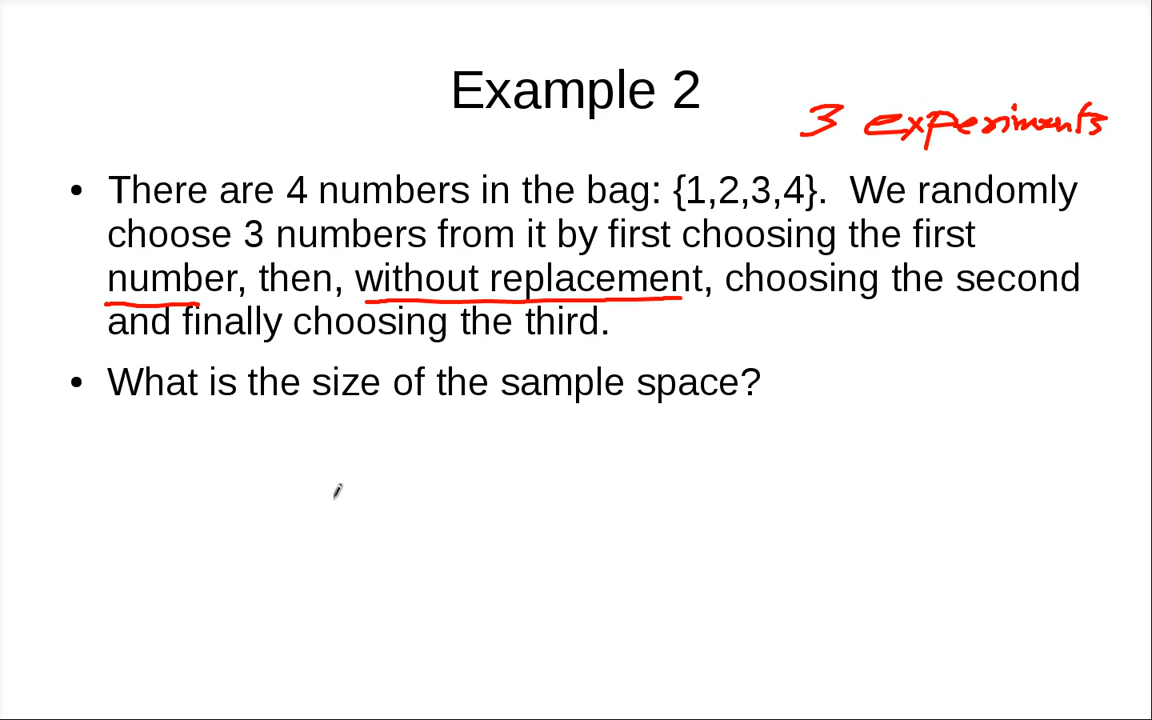 Example 2
3 experiments
• There are 4 numbers in the bag: {1,2,3,4}. We randomly
choose 3 numbers from it by first choosing the first
number, then, without replacement, choosing the second
and finally choosing the third.
• What is the size of the sample space?